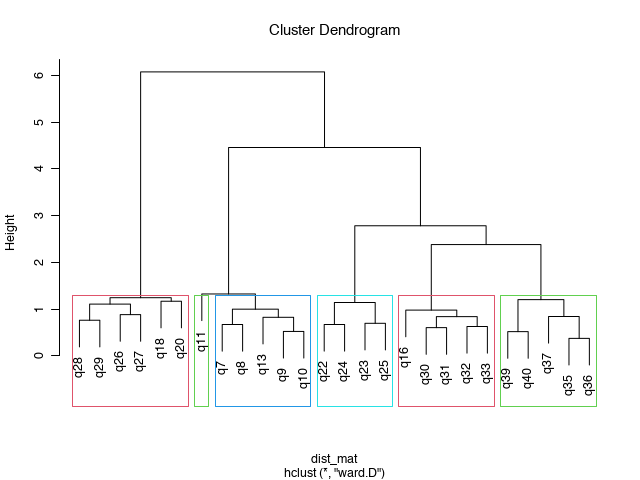 Cluster Dendrogram
Height
6
5
4
3
2
1
0
q28
q29
q26
q27
q18
q20
q11
q7
q8
q13
q9
q10
q22
q24
q23
q25
q16
q30
q31
q32
q33
q39
q40
q37
q35
q36
dist_mat
hclust (*, "ward.D")